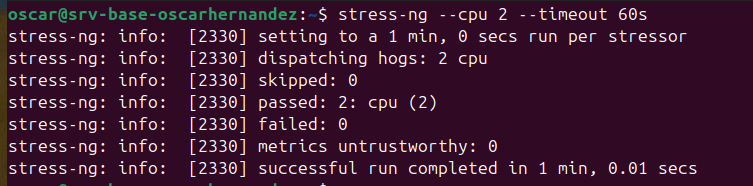 oscar@srv-base-oscarhernandez:~$ stress-ng --cpu 2 --timeout 60s
stress-ng: info:  [2330] setting to a 1 min, 0 secs run per stressor
stress-ng: info:  [2330] dispatching hogs: 2 cpu
stress-ng: info:  [2330] skipped: 0
stress-ng: info:  [2330] passed: 2: cpu (2)
stress-ng: info:  [2330] failed: 0
stress-ng: info:  [2330] metrics untrustworthy: 0
stress-ng: info:  [2330] successful run completed in 1 min, 0.01 secs